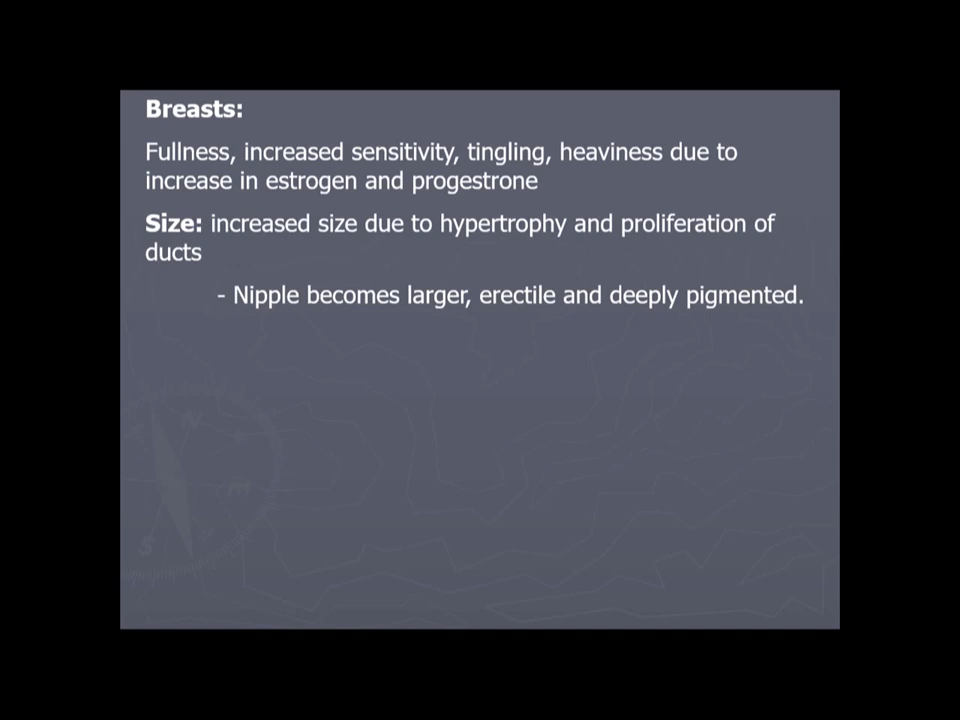 Breasts:
Fullness, increased sensitivity, tingling, heaviness due to
increase in estrogen and progestrone
Size: increased size due to hypertrophy and proliferation of
ducts
- Nipple becomes larger, erectile and deeply pigmented.